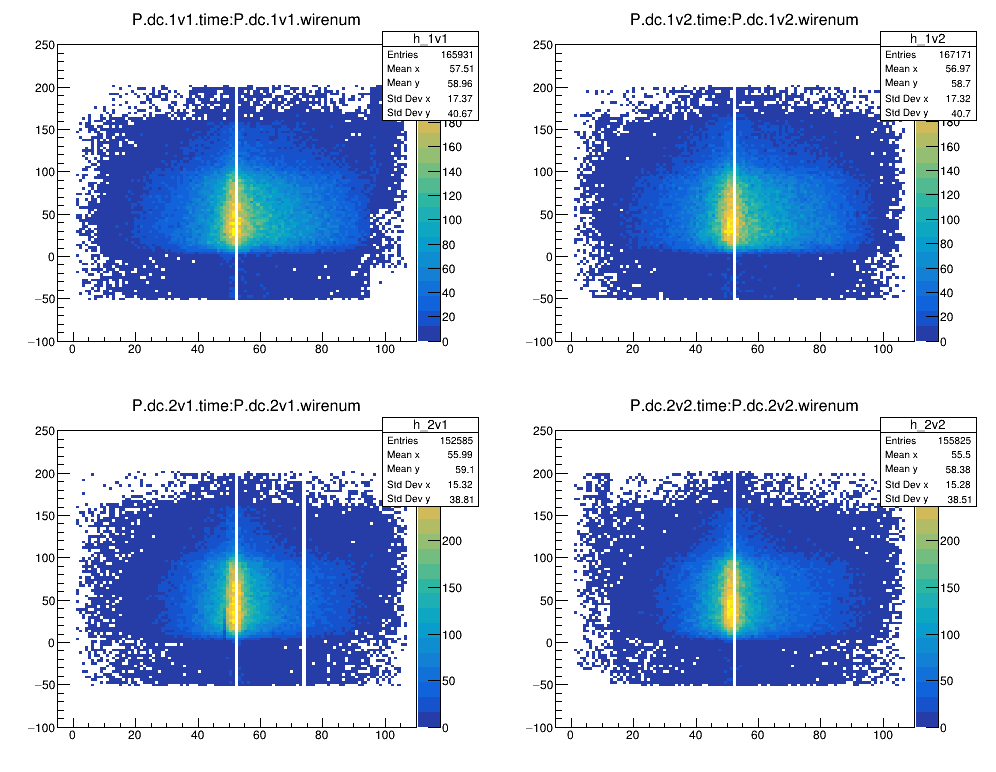 P.dc.1v1.time:P.dc.1v1.wirenum
h_1v1
Entries 165931
Mean x 57.51
Mean y 58.96
Std Dev x 17.37
Std Dev y 40.67
250
200
150
100
50
0
−50
−100
0 20 40 60 80 100
180
160
140
120
100
80
60
40
20
0
P.dc.1v2.time:P.dc.1v2.wirenum
h_1v2
Entries 167171
Mean x 56.97
Mean y 58.7
Std Dev x 17.32
Std Dev y 40.7
250
200
150
100
50
0
−50
−100
0 20 40 60 80 100
180
160
140
120
100
80
60
40
20
0
P.dc.2v1.time:P.dc.2v1.wirenum
h_2v1
Entries 152585
Mean x 55.99
Mean y 59.1
Std Dev x 15.32
Std Dev y 38.81
250
200
150
100
50
0
−50
−100
0 20 40 60 80 100
200
150
100
50
0
P.dc.2v2.time:P.dc.2v2.wirenum
h_2v2
Entries 155825
Mean x 55.5
Mean y 58.38
Std Dev x 15.28
Std Dev y 38.51
250
200
150
100
50
0
−50
−100
0 20 40 60 80 100
200
150
100
50
0